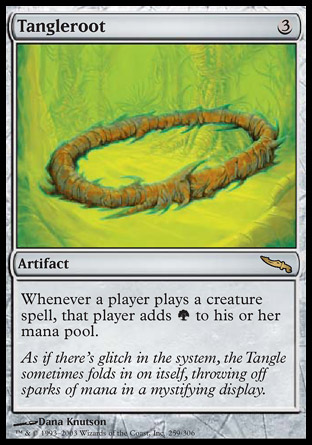 Tangleroot 3
Artifact
Whenever a player plays a creature
spell, that player adds to his or her
mana pool.
As if there's glitch in the system, the Tangle
sometimes folds in on itself, throwing off
sparks of mana in a mystifying display.
Dana Knutson
™ & © 1993–2003 Wizards of the Coast, Inc. 259/306